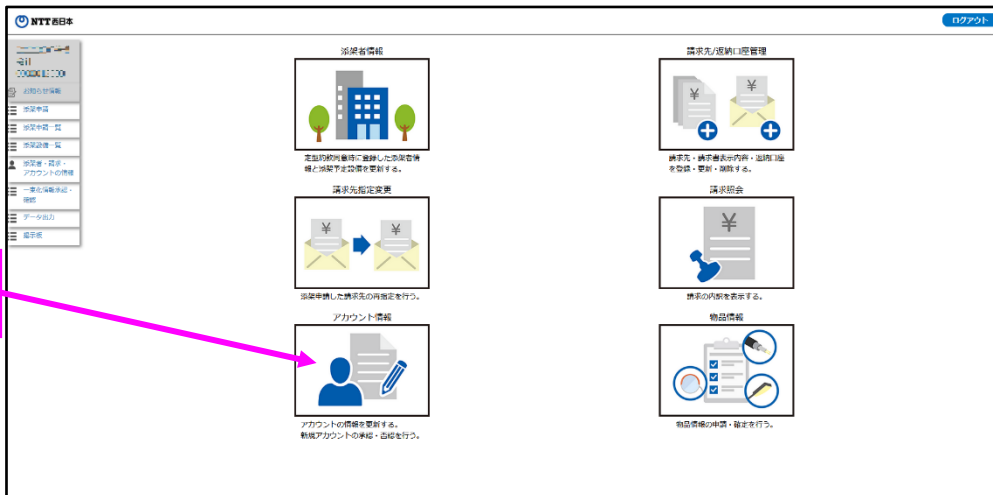 NTT西日本
ログアウト
お知らせ情報
添架申請
添架申請一覧
添架設備一覧
添架者・請求・
アカウントの情報
一束化情報承認・
確認
データ出力
掲示板
添架者情報
定型約款同意時に登録した添架者情
報と添架予定設備を更新する。
請求先/返納口座管理
請求先・請求書表示内容・返納口座
を登録・更新・削除する。
請求先指定変更
添架申請した請求先の再指定を行う。
請求照会
請求の内訳を表示する。
アカウント情報
アカウントの情報を更新する。
新規アカウントの承認・否認を行う。
物品情報
物品情報の申請・確定を行う。